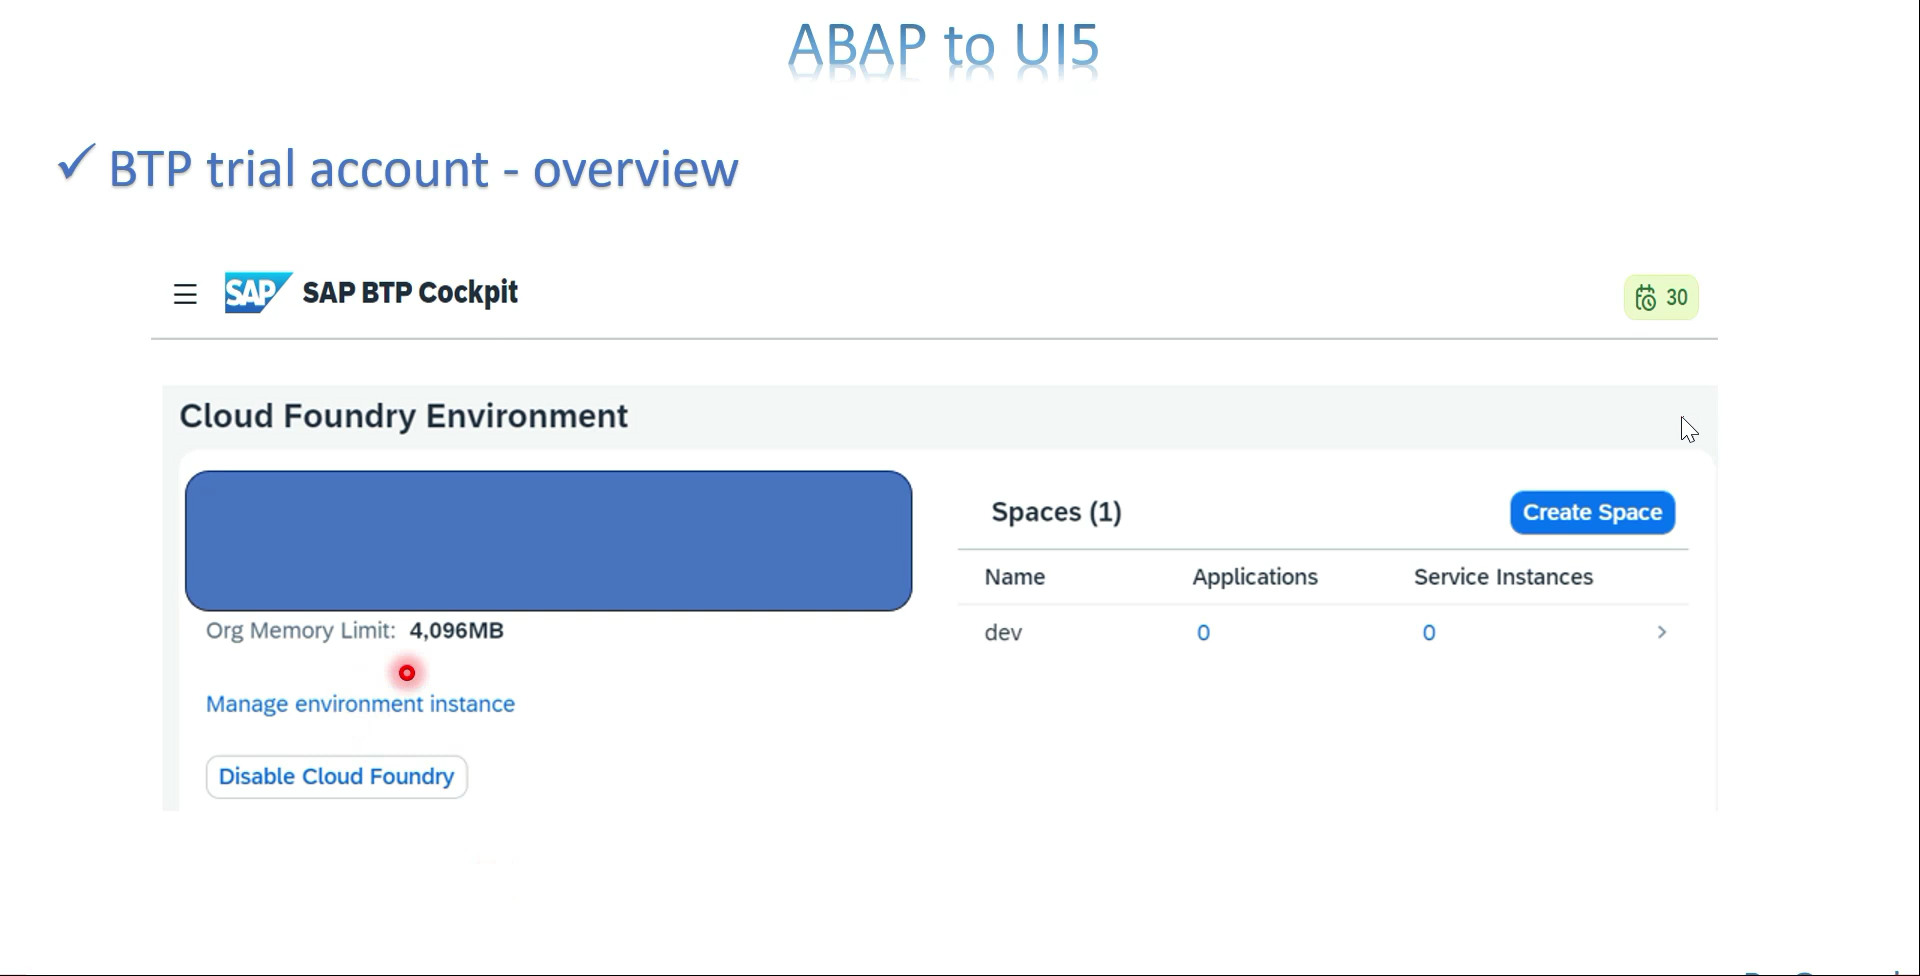 ABAP to UI5
✓ BTP trial account - overview
SAP SAP BTP Cockpit
30
Cloud Foundry Environment
Spaces (1)
Create Space
Name Applications Service Instances
Org Memory Limit: 4,096MB
dev 0 0
Manage environment instance
Disable Cloud Foundry